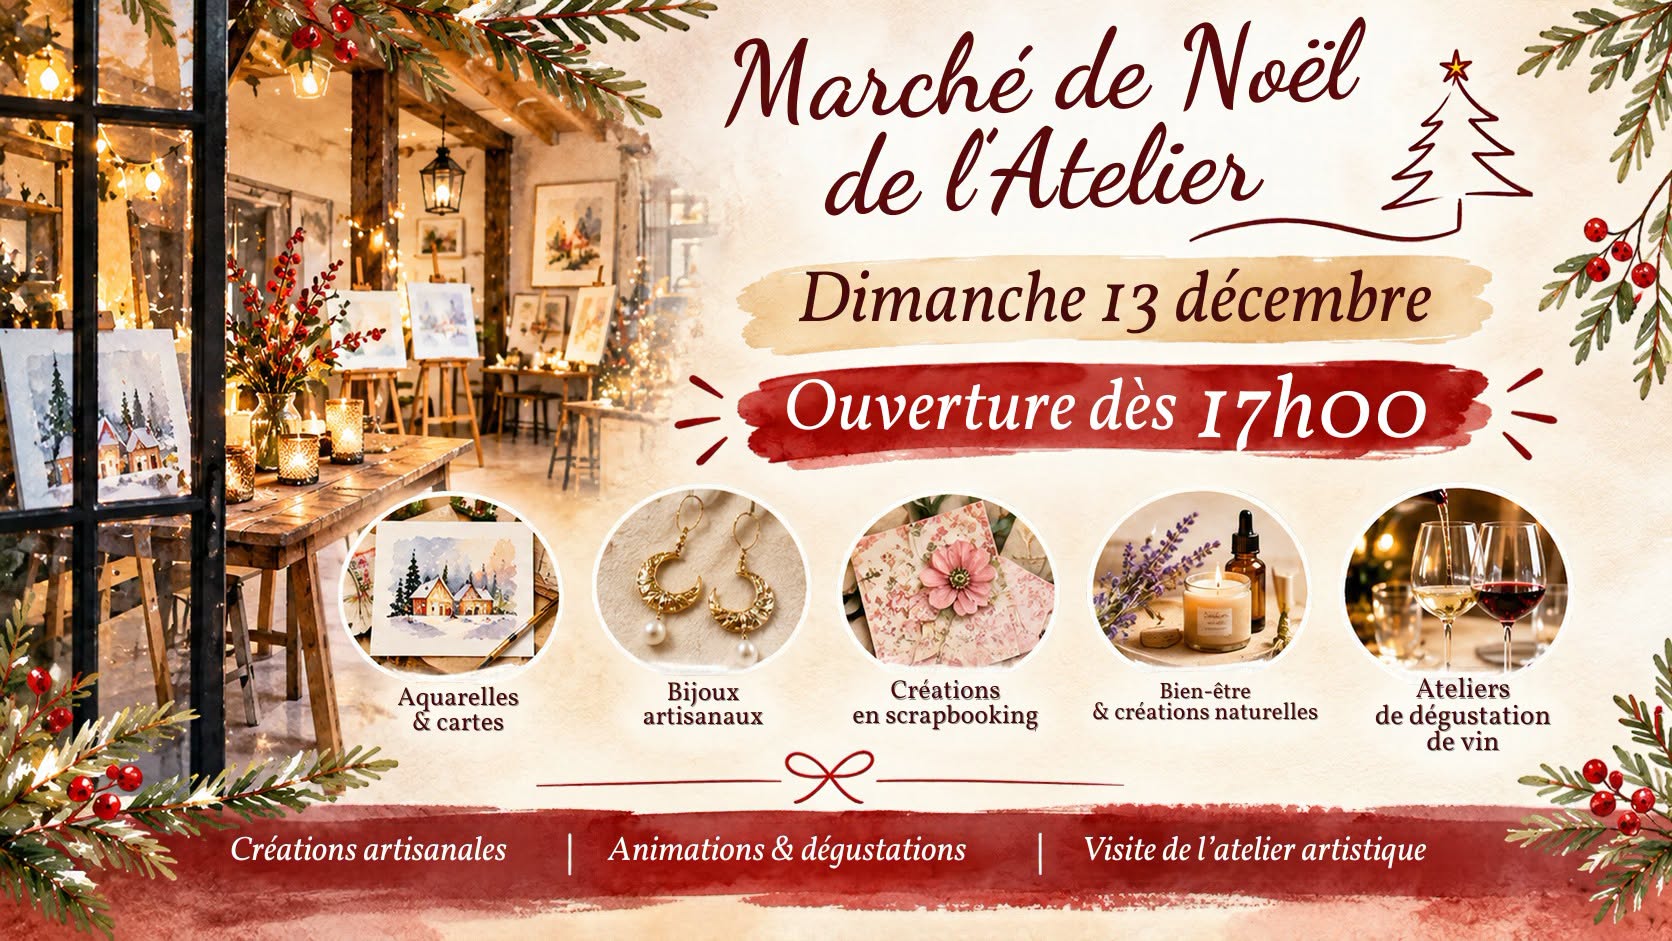 Marché de Noël
de l'Atelier
Dimanche 13 décembre
Ouverture dès 17h00
Aquarelles
& cartes
Bijoux
artisanaux
Créations
en scrapbooking
Bien-être
& créations naturelles
Ateliers
de dégustation
de vin
Créations artisanales | Animations & dégustations | Visite de l'atelier artistique